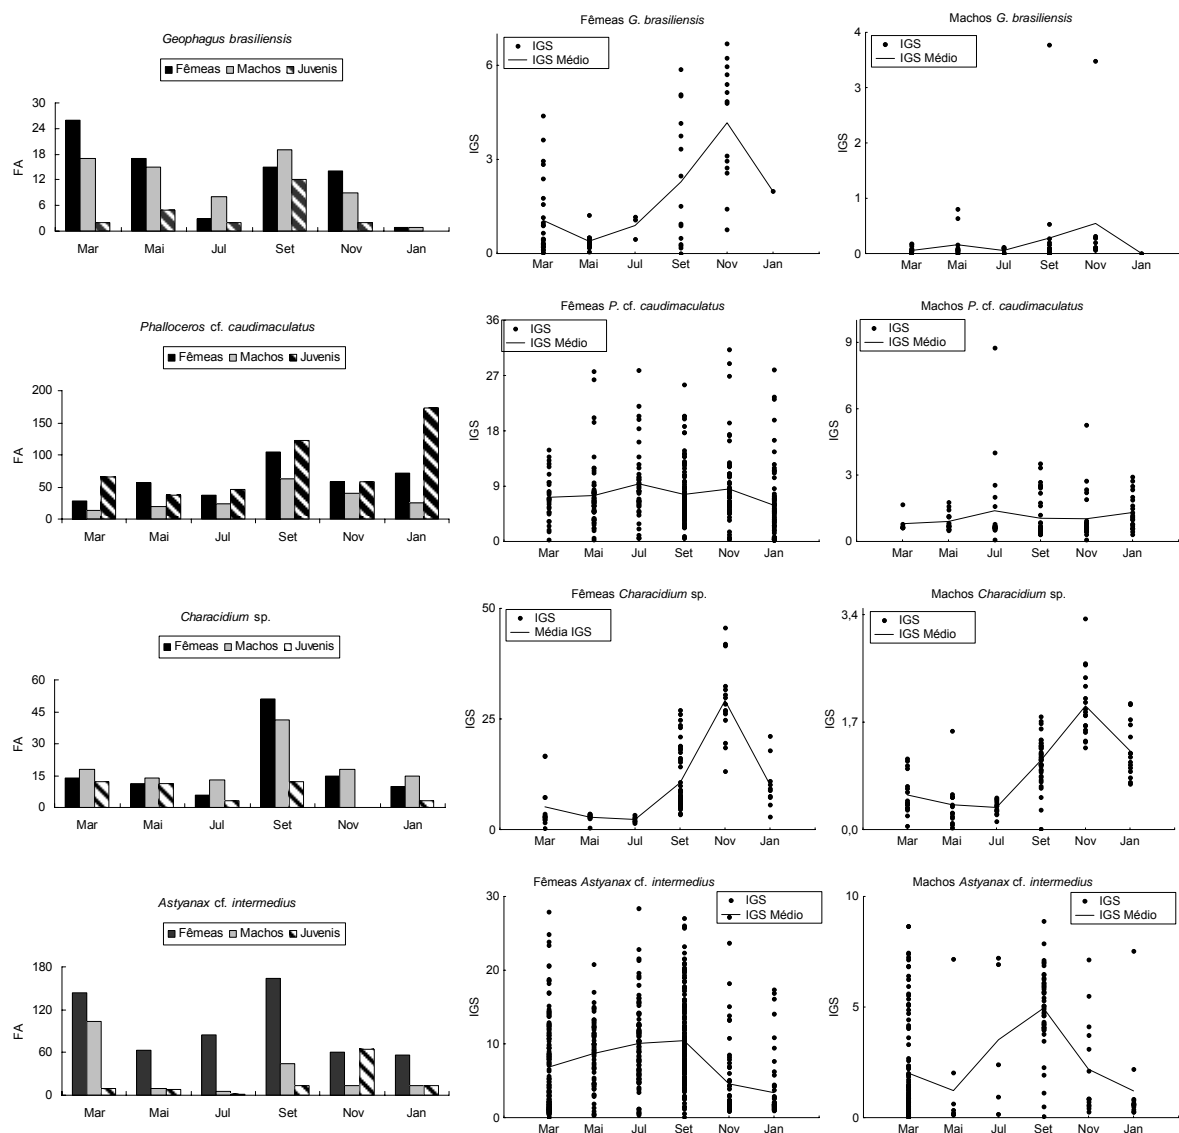 Geophagus brasiliensis
Fêmeas Machos Juvenis
30
24
18
12
6
0
FA
Mar Mai Jul Set Nov Jan
Fêmeas G. brasiliensis
IGS
IGS Médio
6
3
0
IGS
Mar Mai Jul Set Nov Jan
Machos G. brasiliensis
IGS
IGS Médio
4
3
2
1
0
IGS
Mar Mai Jul Set Nov Jan
Phalloceros cf. caudimaculatus
Fêmeas Machos Juvenis
200
150
100
50
0
FA
Mar Mai Jul Set Nov Jan
Fêmeas P. cf. caudimaculatus
IGS
IGS Médio
36
27
18
9
0
IGS
Mar Mai Jul Set Nov Jan
Machos P. cf. caudimaculatus
IGS
IGS Médio
9
6
3
0
IGS
Mar Mai Jul Set Nov Jan
Characidium sp.
Fêmeas Machos Juvenis
60
45
30
15
0
FA
Mar Mai Jul Set Nov Jan
Fêmeas Characidium sp.
IGS
Média IGS
50
25
0
IGS
Mar Mai Jul Set Nov Jan
Machos Characidium sp.
IGS
IGS Médio
3,4
1,7
0,0
IGS
Mar Mai Jul Set Nov Jan
Astyanax cf. intermedius
Fêmeas Machos Juvenis
180
120
60
0
FA
Mar Mai Jul Set Nov Jan
Fêmeas Astyanax cf. intermedius
IGS
IGS Médio
30
20
10
0
IGS
Mar Mai Jul Set Nov Jan
Machos Astyanax cf. intermedius
IGS
IGS Médio
10
5
0
IGS
Mar Mai Jul Set Nov Jan